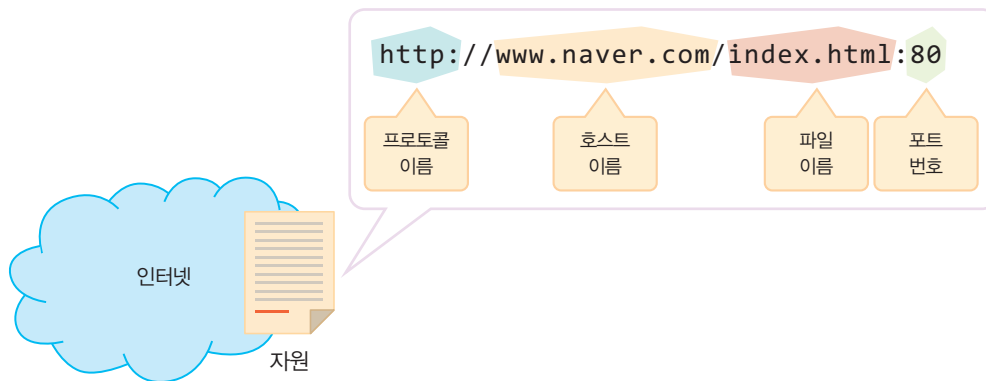 http://www.naver.com/index.html:80
프로토콜
이름
호스트
이름
파일
이름
포트
번호
인터넷
자원